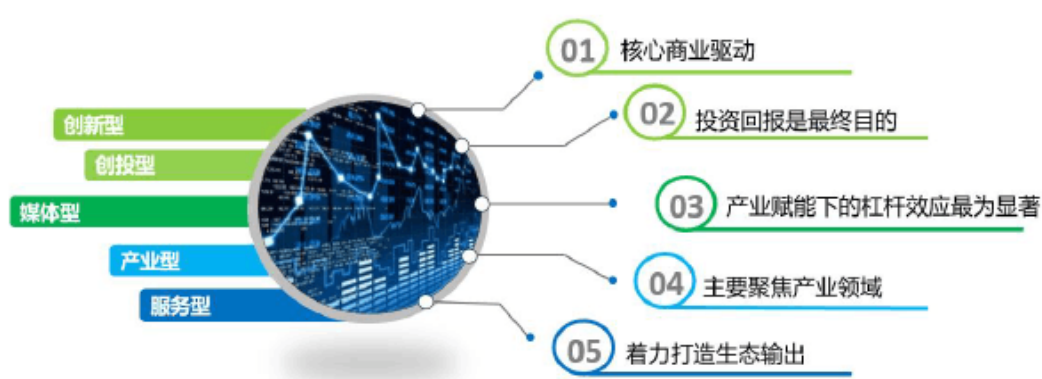 创新型
创投型
媒体型
产业型
服务型
01 核心商业驱动
02 投资回报是最终目的
03 产业赋能下的杠杆效应最为显著
04 主要聚焦产业领域
05 着力打造生态输出